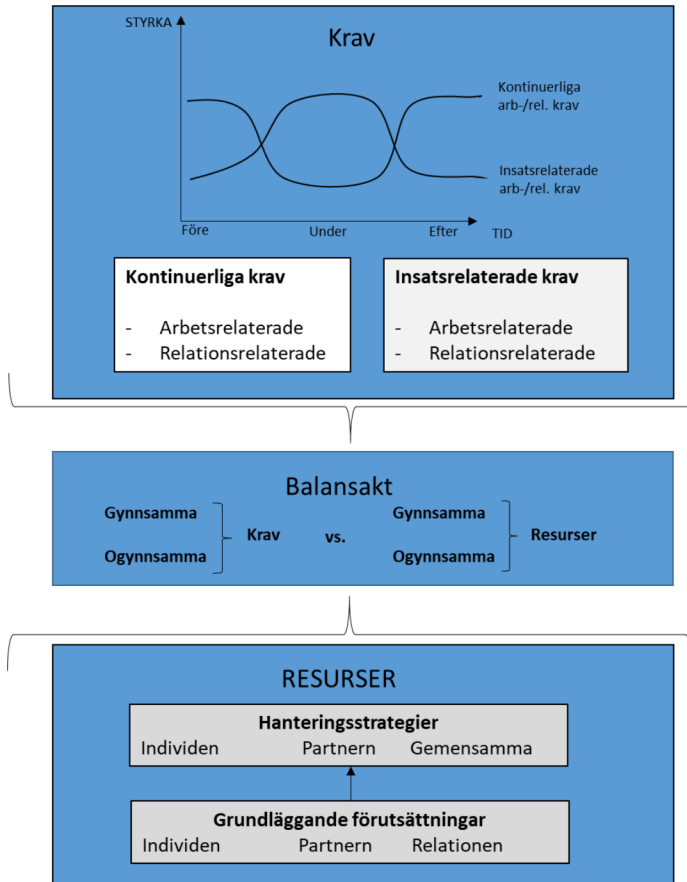 STYRKA
Krav
Kontinuerliga
arb-/rel. krav
Insatsrelaterade
arb-/rel. krav
Före Under Efter TID
Kontinuerliga krav
- Arbetsrelaterade
- Relationsrelaterade
Insatsrelaterade krav
- Arbetsrelaterade
- Relationsrelaterade
Balansakt
Gynnsamma
Ogynnsamma
Krav
vs.
Gynnsamma
Ogynnsamma
Resurser
RESURSER
Hanteringsstrategier
Individen Partnern Gemensamma
Grundläggande förutsättningar
Individen Partnern Relationen